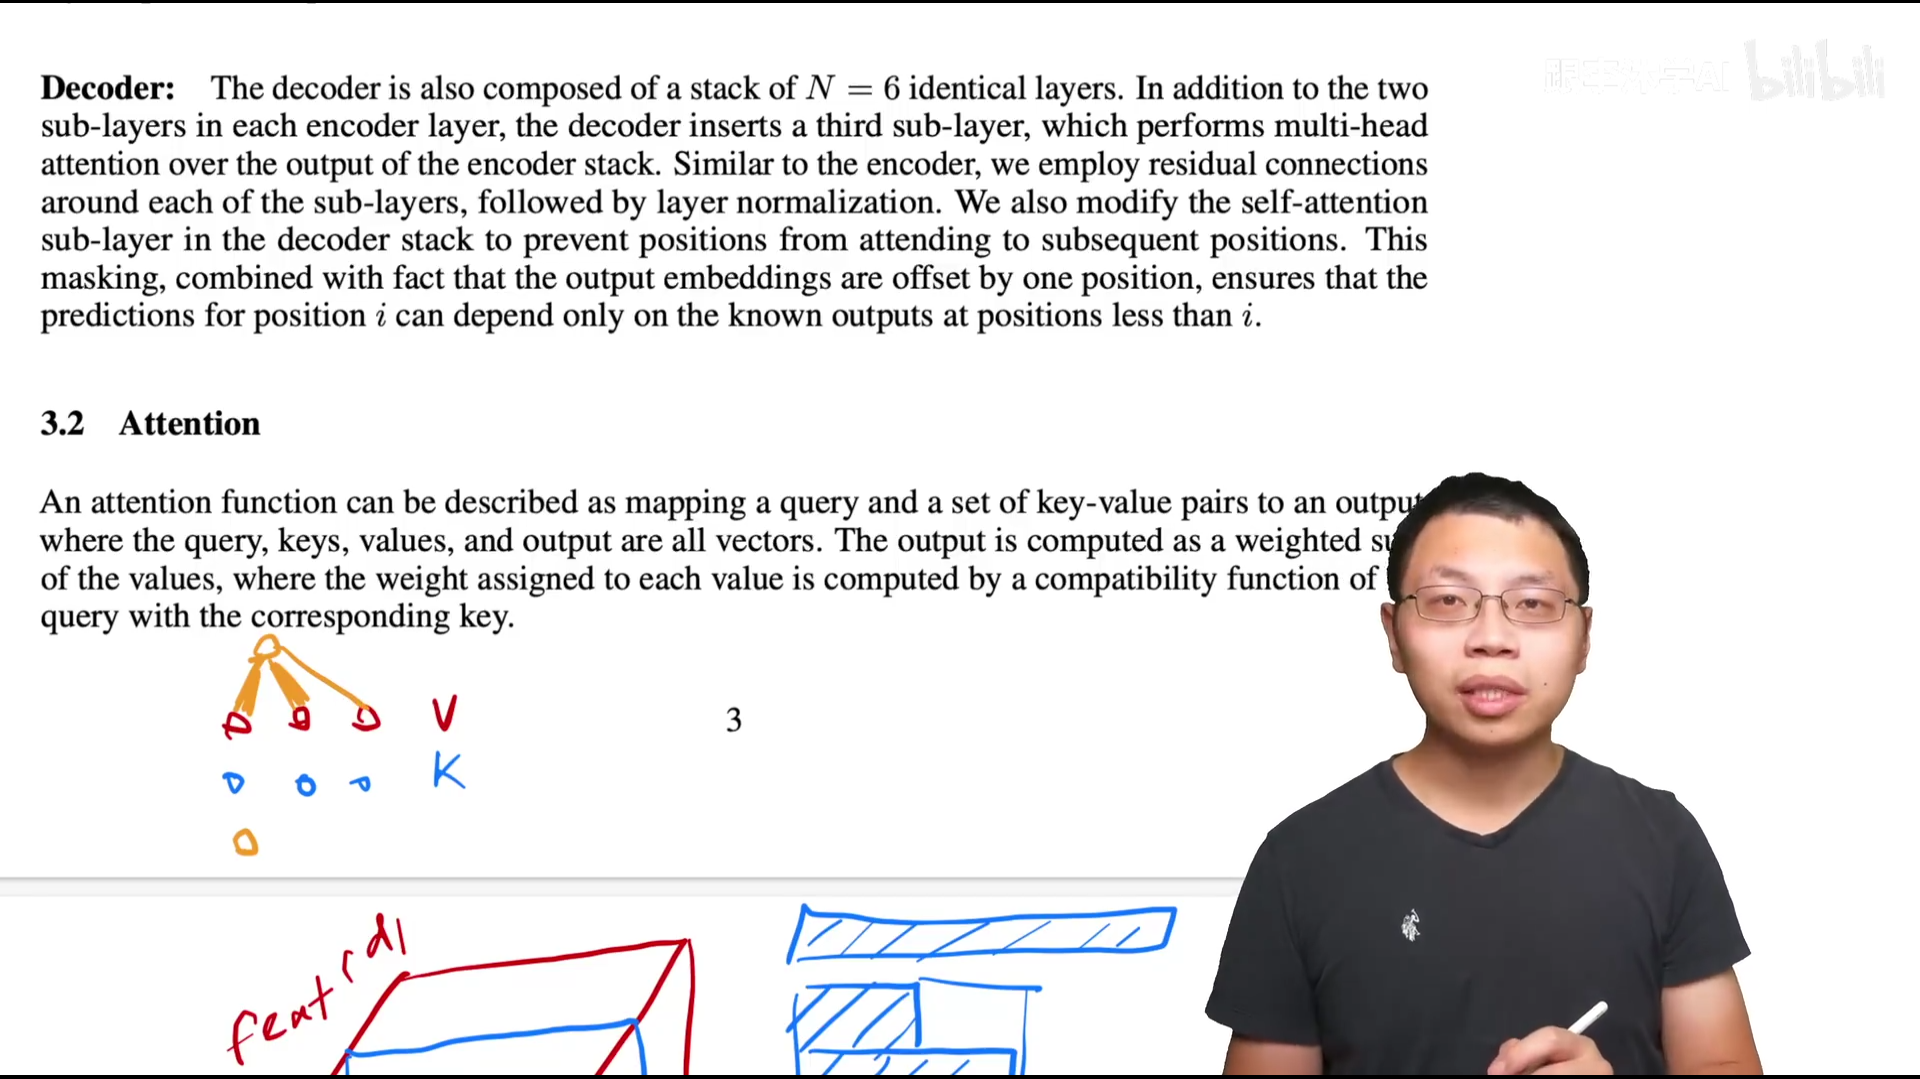 跟李沐学AI bilibili
Decoder: The decoder is also composed of a stack of N = 6 identical layers. In addition to the two
sub-layers in each encoder layer, the decoder inserts a third sub-layer, which performs multi-head
attention over the output of the encoder stack. Similar to the encoder, we employ residual connections
around each of the sub-layers, followed by layer normalization. We also modify the self-attention
sub-layer in the decoder stack to prevent positions from attending to subsequent positions. This
masking, combined with fact that the output embeddings are offset by one position, ensures that the
predictions for position i can depend only on the known outputs at positions less than i.
3.2 Attention
An attention function can be described as mapping a query and a set of key-value pairs to an output
where the query, keys, values, and output are all vectors. The output is computed as a weighted
of the values, where the weight assigned to each value is computed by a compatibility function of
query with the corresponding key.
V
3
K
feat (d)